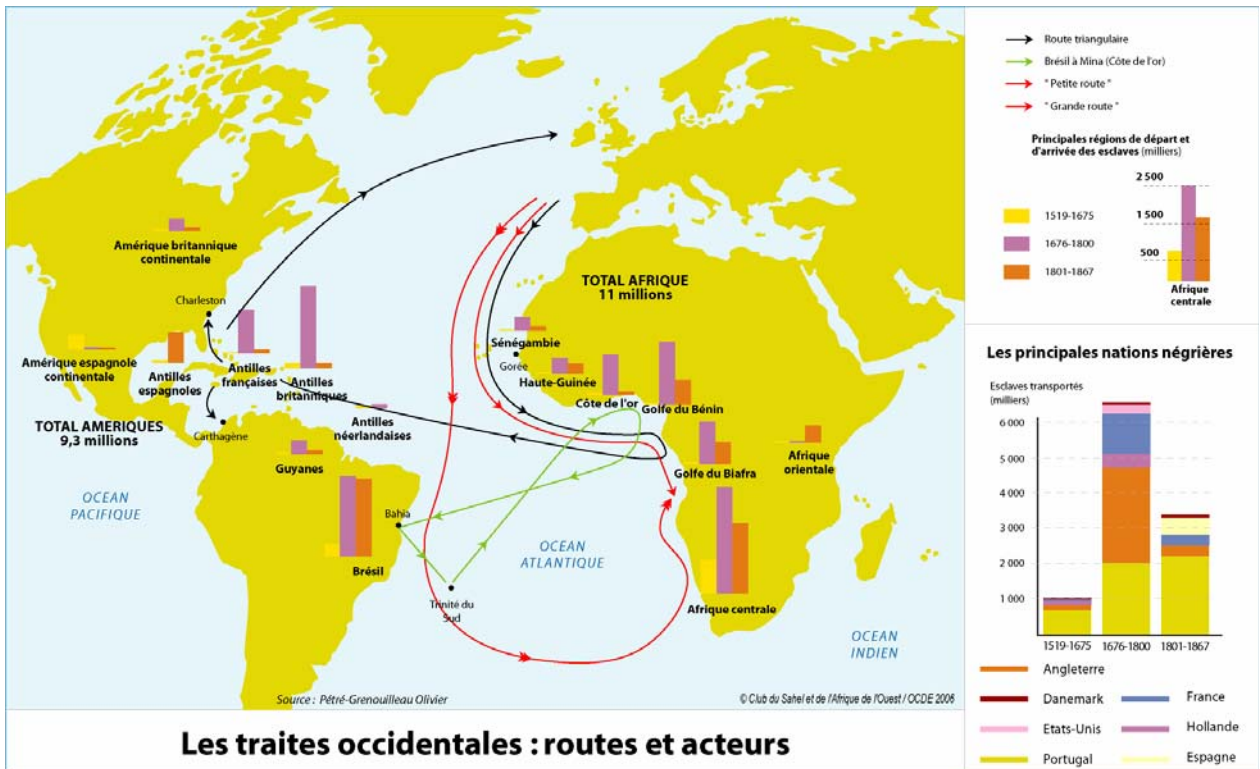 Amérique britannique
continentale
Charleston
Amérique espagnole
continentale
Antilles
espagnoles
Antilles
françaises
Antilles
britanniques
TOTAL AMERIQUES
9,3 millions
Carthagène
Antilles
néerlandaises
Guyanes
OCEAN
PACIFIQUE
Bahia
Brésil
Trinité du
Sud
OCEAN
ATLANTIQUE
TOTAL AFRIQUE
11 millions
Sénégambie
Gorée
Haute-Guinée
Côte de l'or
Golfe du Bénin
Golfe du Biafra
Afrique
orientale
Afrique centrale
OCEAN
INDIEN
Source : Pétré-Grenouilleau Olivier
© Club du Sahel et de l'Afrique de l'Ouest / OCDE 2006
Les traites occidentales : routes et acteurs
Route triangulaire
Brésil à Mina (Côte de l'or)
" Petite route "
" Grande route "
Principales régions de départ et
d'arrivée des esclaves (milliers)
2 500
1 500
500
1519-1675
1676-1800
1801-1867
Afrique
centrale
Les principales nations négrières
Esclaves transportés
(milliers)
6 000
5 000
4 000
3 000
2 000
1 000
1519-1675 1676-1800 1801-1867
Angleterre
Danemark France
Etats-Unis Hollande
Portugal Espagne